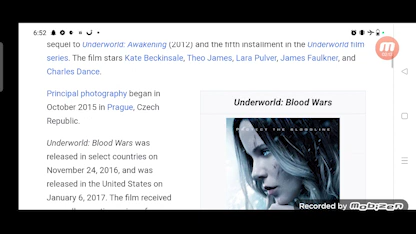 6:52
sequel to Underworld: Awakening (2012) and the fifth installment in the Underworld film
series. The film stars Kate Beckinsale, Theo James, Lara Pulver, James Faulkner, and
Charles Dance.
Principal photography began in
October 2015 in Prague, Czech
Republic.
Underworld: Blood Wars was
released in select countries on
November 24, 2016, and was
released in the United States on
January 6, 2017. The film received
Underworld: Blood Wars
PROTECT THE BLOODLINE
Recorded by Mobizen